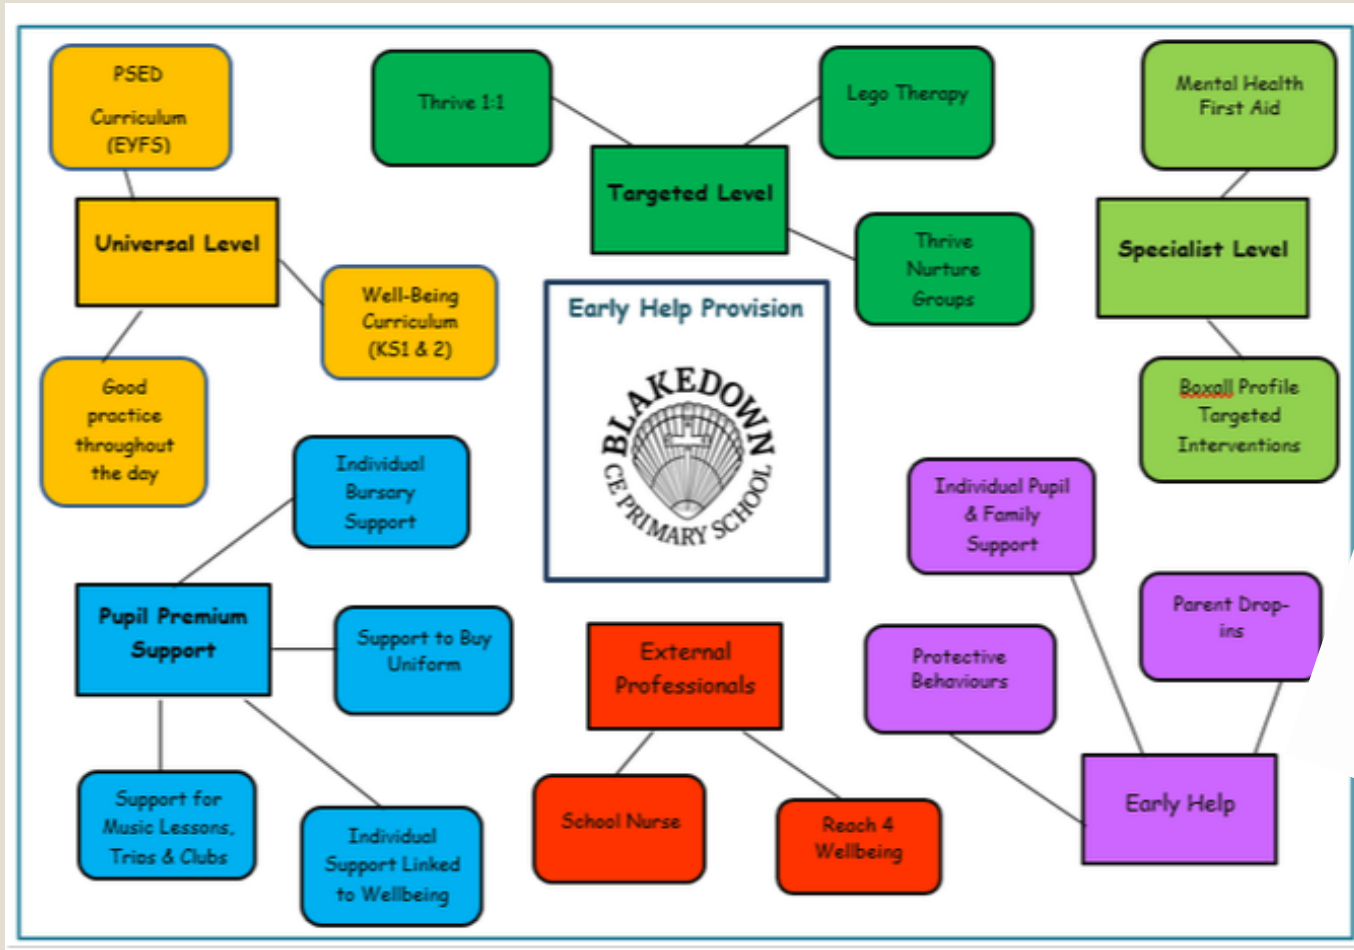 PSED
Curriculum
(EYFS)
Universal Level
Well-Being
Curriculum
(KS1 & 2)
Good
practice
throughout
the day
Thrive 1:1
Lego Therapy
Targeted Level
Thrive
Nurture
Groups
Mental Health
First Aid
Specialist Level
Boxall Profile
Targeted
Interventions
Early Help Provision
BLAKEDOWN
CE PRIMARY SCHOOL
Individual
Bursary
Support
Pupil Premium
Support
Support to Buy
Uniform
Support for
Music Lessons,
Trips & Clubs
Individual
Support Linked
to Wellbeing
External
Professionals
School Nurse
Reach 4
Wellbeing
Individual Pupil
& Family
Support
Parent Drop-
ins
Protective
Behaviours
Early Help